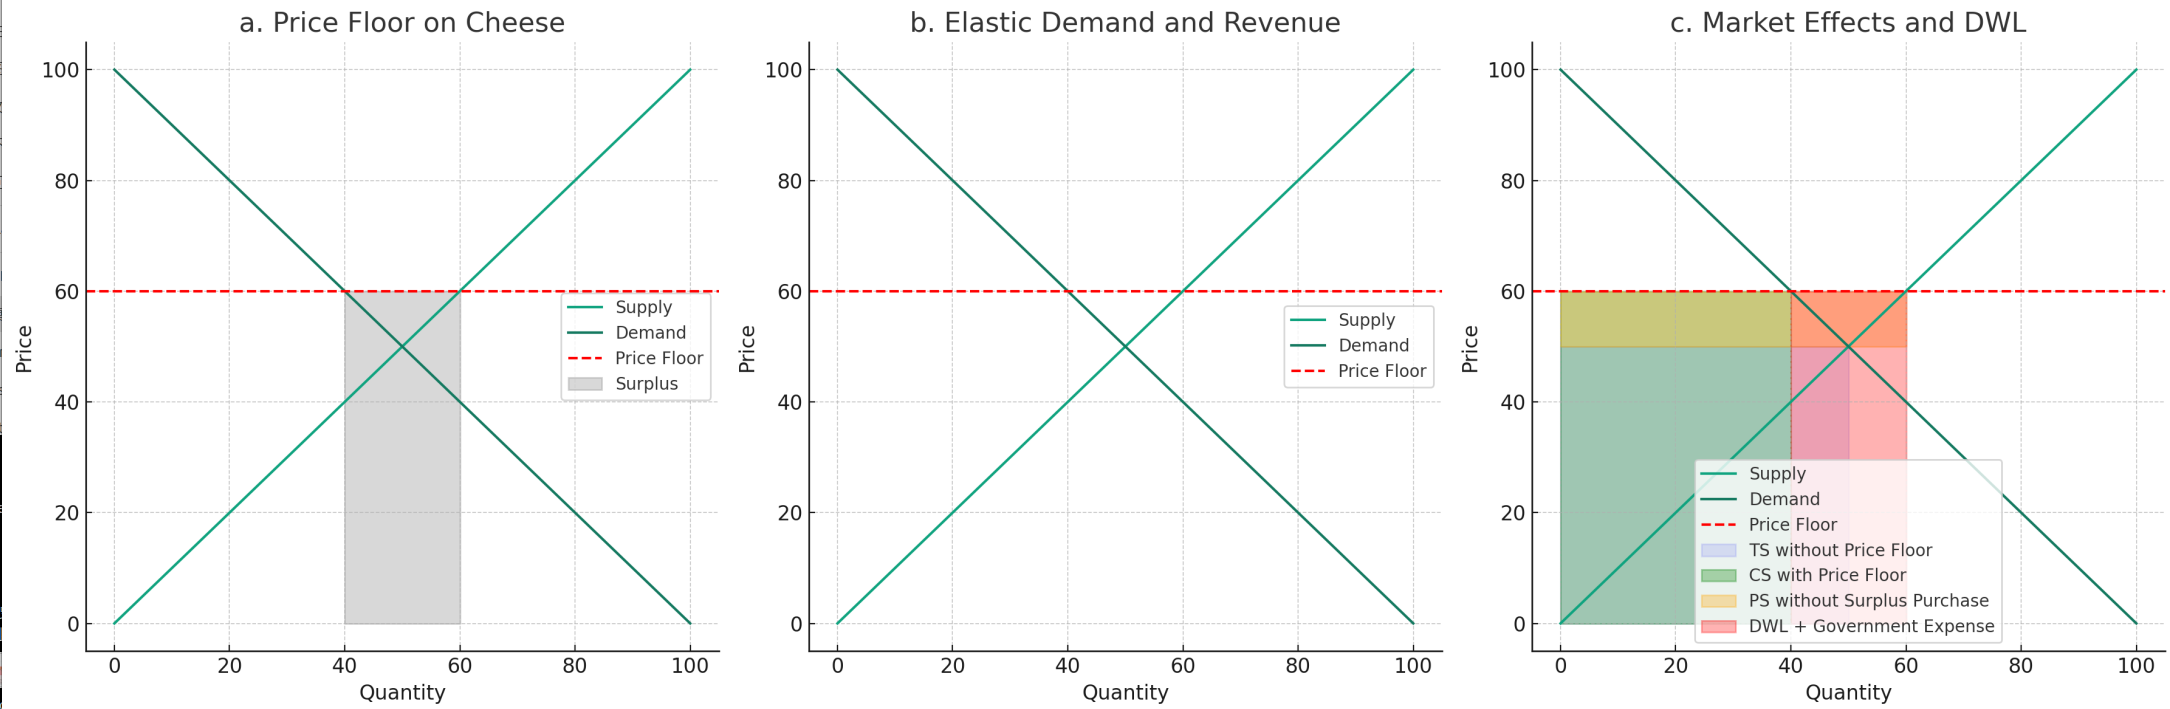 a. Price Floor on Cheese
100
80
60
40
20
0
0 20 40 60 80 100
Price
Quantity
Supply
Demand
Price Floor
Surplus
b. Elastic Demand and Revenue
100
80
60
40
20
0
0 20 40 60 80 100
Price
Quantity
Supply
Demand
Price Floor
c. Market Effects and DWL
100
80
60
40
20
0
0 20 40 60 80 100
Price
Quantity
Supply
Demand
Price Floor
TS without Price Floor
CS with Price Floor
PS without Surplus Purchase
DWL + Government Expense